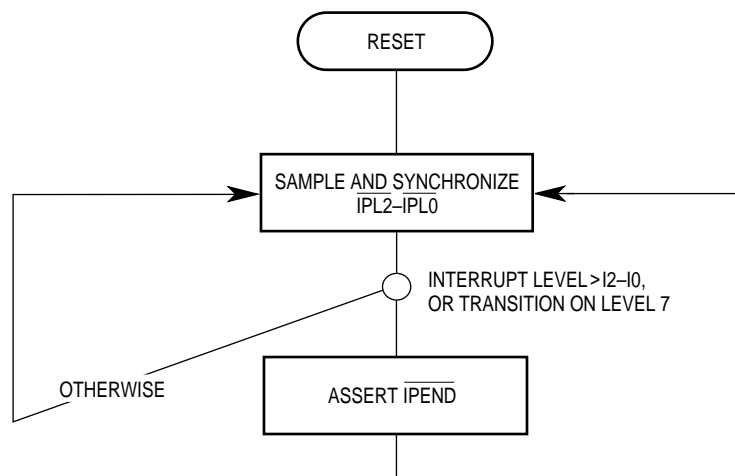 RESET
SAMPLE AND SYNCHRONIZE
IPL2–IPL0
INTERRUPT LEVEL > I2–I0,
OR TRANSITION ON LEVEL 7
OTHERWISE
ASSERT IPEND